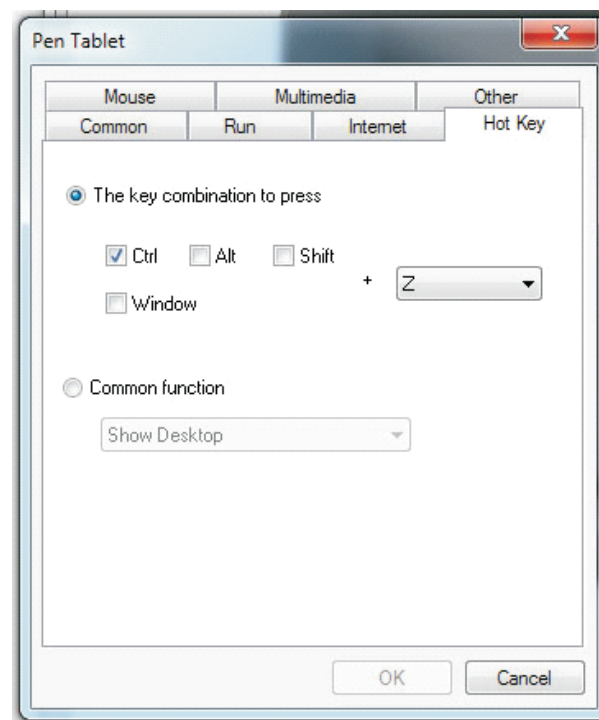 Pen Tablet
Mouse Multimedia Other
Common Run Internet Hot Key
The key combination to press
Ctrl Alt Shift
+ Z
Window
Common function
Show Desktop
OK Cancel